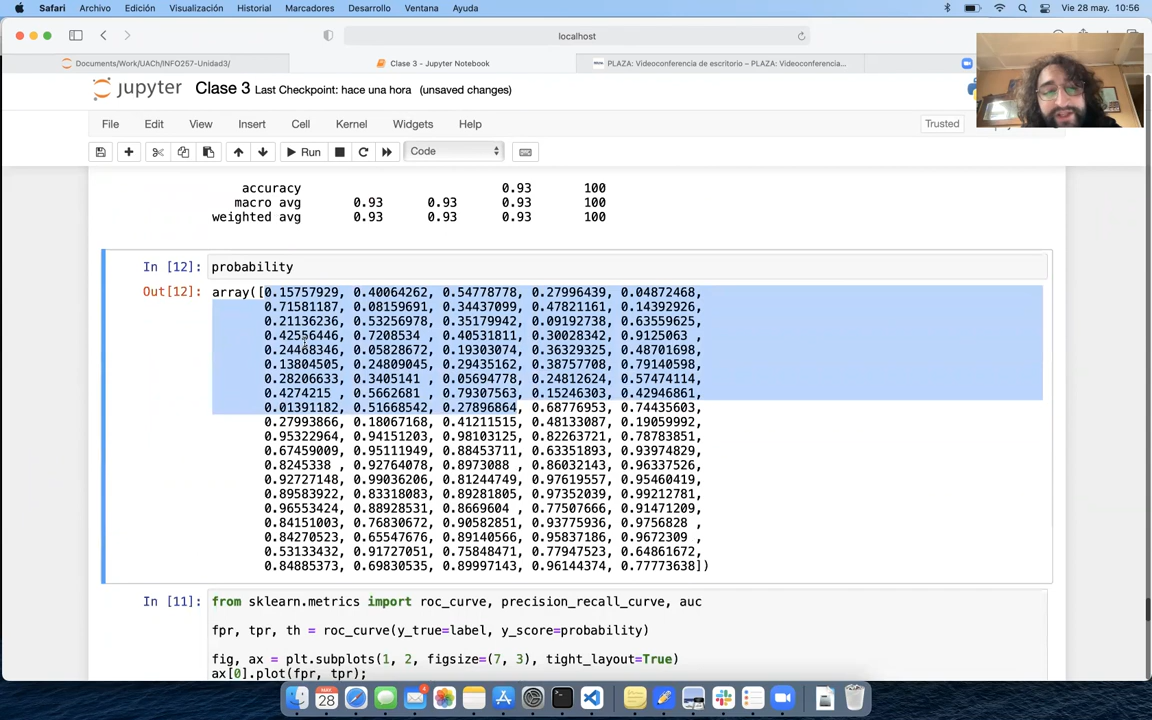 Safari Archivo Edición Visualización Historial Marcadores Desarrollo Ventana Ayuda Vie 28 may. 10:56
localhost
Documents/Work/UACh/INFO257-Unidad3/ Clase 3 - Jupyter Notebook PLAZA: Videoconferencia de escritorio – PLAZA: Videoconferencia...
jupyter Clase 3 Last Checkpoint: hace una hora (unsaved changes)
File Edit View Insert Cell Kernel Widgets Help Trusted
Run Code
accuracy 0.93 100
macro avg 0.93 0.93 0.93 100
weighted avg 0.93 0.93 0.93 100
In [12]: probability
Out[12]: array([0.15757929, 0.40064262, 0.54778778, 0.27996439, 0.04872468,
0.71581187, 0.08159691, 0.34437099, 0.47821161, 0.14392926,
0.21136236, 0.53256978, 0.35179942, 0.09192738, 0.63559625,
0.42556446, 0.7208534 , 0.40531811, 0.30028342, 0.9125063 ,
0.24468346, 0.05828672, 0.19303074, 0.36329325, 0.48701698,
0.13804505, 0.24809045, 0.29435162, 0.38757708, 0.79140598,
0.28206633, 0.3405141 , 0.05694778, 0.24812624, 0.57474114,
0.4274215 , 0.5662681 , 0.79307563, 0.15246303, 0.42946861,
0.01391182, 0.51668542, 0.27896864, 0.68776953, 0.74435603,
0.27993866, 0.18067168, 0.41211515, 0.48133087, 0.19059992,
0.95322964, 0.94151203, 0.98103125, 0.82263721, 0.78783851,
0.67459009, 0.95111949, 0.88453711, 0.63351893, 0.93974829,
0.8245338 , 0.92764078, 0.8973088 , 0.86032143, 0.96337526,
0.92727148, 0.99036206, 0.81244749, 0.97619557, 0.95460419,
0.89583922, 0.83318083, 0.89281805, 0.97352039, 0.99212781,
0.96553424, 0.88928531, 0.8669604 , 0.77507666, 0.91471209,
0.84151003, 0.76830672, 0.90582851, 0.93775936, 0.9756828 ,
0.84270523, 0.65547676, 0.89140566, 0.95837186, 0.9672309 ,
0.53133432, 0.91727051, 0.75848471, 0.77947523, 0.64861672,
0.84885373, 0.69830535, 0.89997143, 0.96144374, 0.77773638])
In [11]: from sklearn.metrics import roc_curve, precision_recall_curve, auc
fpr, tpr, th = roc_curve(y_true=label, y_score=probability)
fig, ax = plt.subplots(1, 2, figsize=(7, 3), tight_layout=True)
ax[0].plot(fpr, tpr);
MAY.
28
4